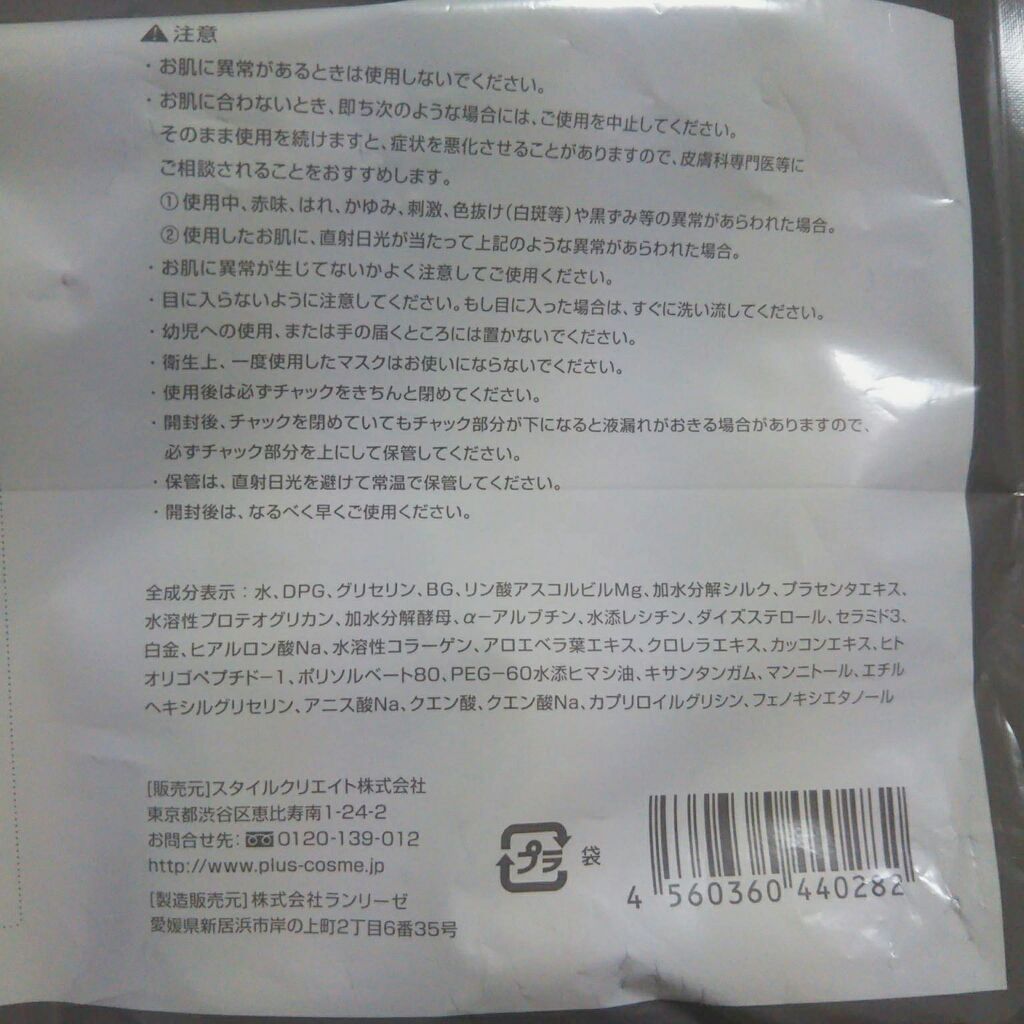 ⚠注意
・お肌に異常があるときは使用しないでください。
・お肌に合わないとき、即ち次のような場合には、ご使用を中止してください。
そのまま使用を続けますと、症状を悪化させることがありますので、皮膚科専門医等に
ご相談されることをおすすめします。
①使用中、赤味、はれ、かゆみ、刺激、色抜け(白斑等)や黒ずみ等の異常があらわれた場合。
②使用したお肌に、直射日光が当たって上記のような異常があらわれた場合。
・お肌に異常が生じてないかよく注意してご使用ください。
・目に入らないように注意してください。もし目に入った場合は、すぐに洗い流してください。
・幼児への使用、または手の届くところには置かないでください。
・衛生上、一度使用したマスクはお使いにならないでください。
・使用後は必ずチャックをきちんと閉めてください。
・開封後、チャックを閉めていてもチャック部分が下になると液漏れがおきる場合がありますので、
必ずチャック部分を上にして保管してください。
・保管は、直射日光を避けて常温で保管してください。
・開封後は、なるべく早くご使用ください。
全成分表示：水、DPG、グリセリン、BG、リン酸アスコルビルMg、加水分解シルク、プラセンタエキス、
水溶性プロテオグリカン、加水分解酵母、α－アルブチン、水添レシチン、ダイズステロール、セラミド3、
白金、ヒアルロン酸Na、水溶性コラーゲン、アロエベラ葉エキス、クロレラエキス、カッコンエキス、ヒト
オリゴペプチド-1、ポリソルベート80、PEG－60水添ヒマシ油、キサンタンガム、マンニトール、エチル
ヘキシルグリセリン、アニス酸Na、クエン酸、クエン酸Na、カプリロイルグリシン、フェノキシエタノール
[販売元]スタイルクリエイト株式会社
東京都渋谷区恵比寿南1-24-2
お問合せ先：0120-139-012
http://www.plus-cosme.jp
[製造販売元]株式会社ランリーゼ
愛媛県新居浜市岸の上町2丁目6番35号
プラ 袋
4 560360 440282